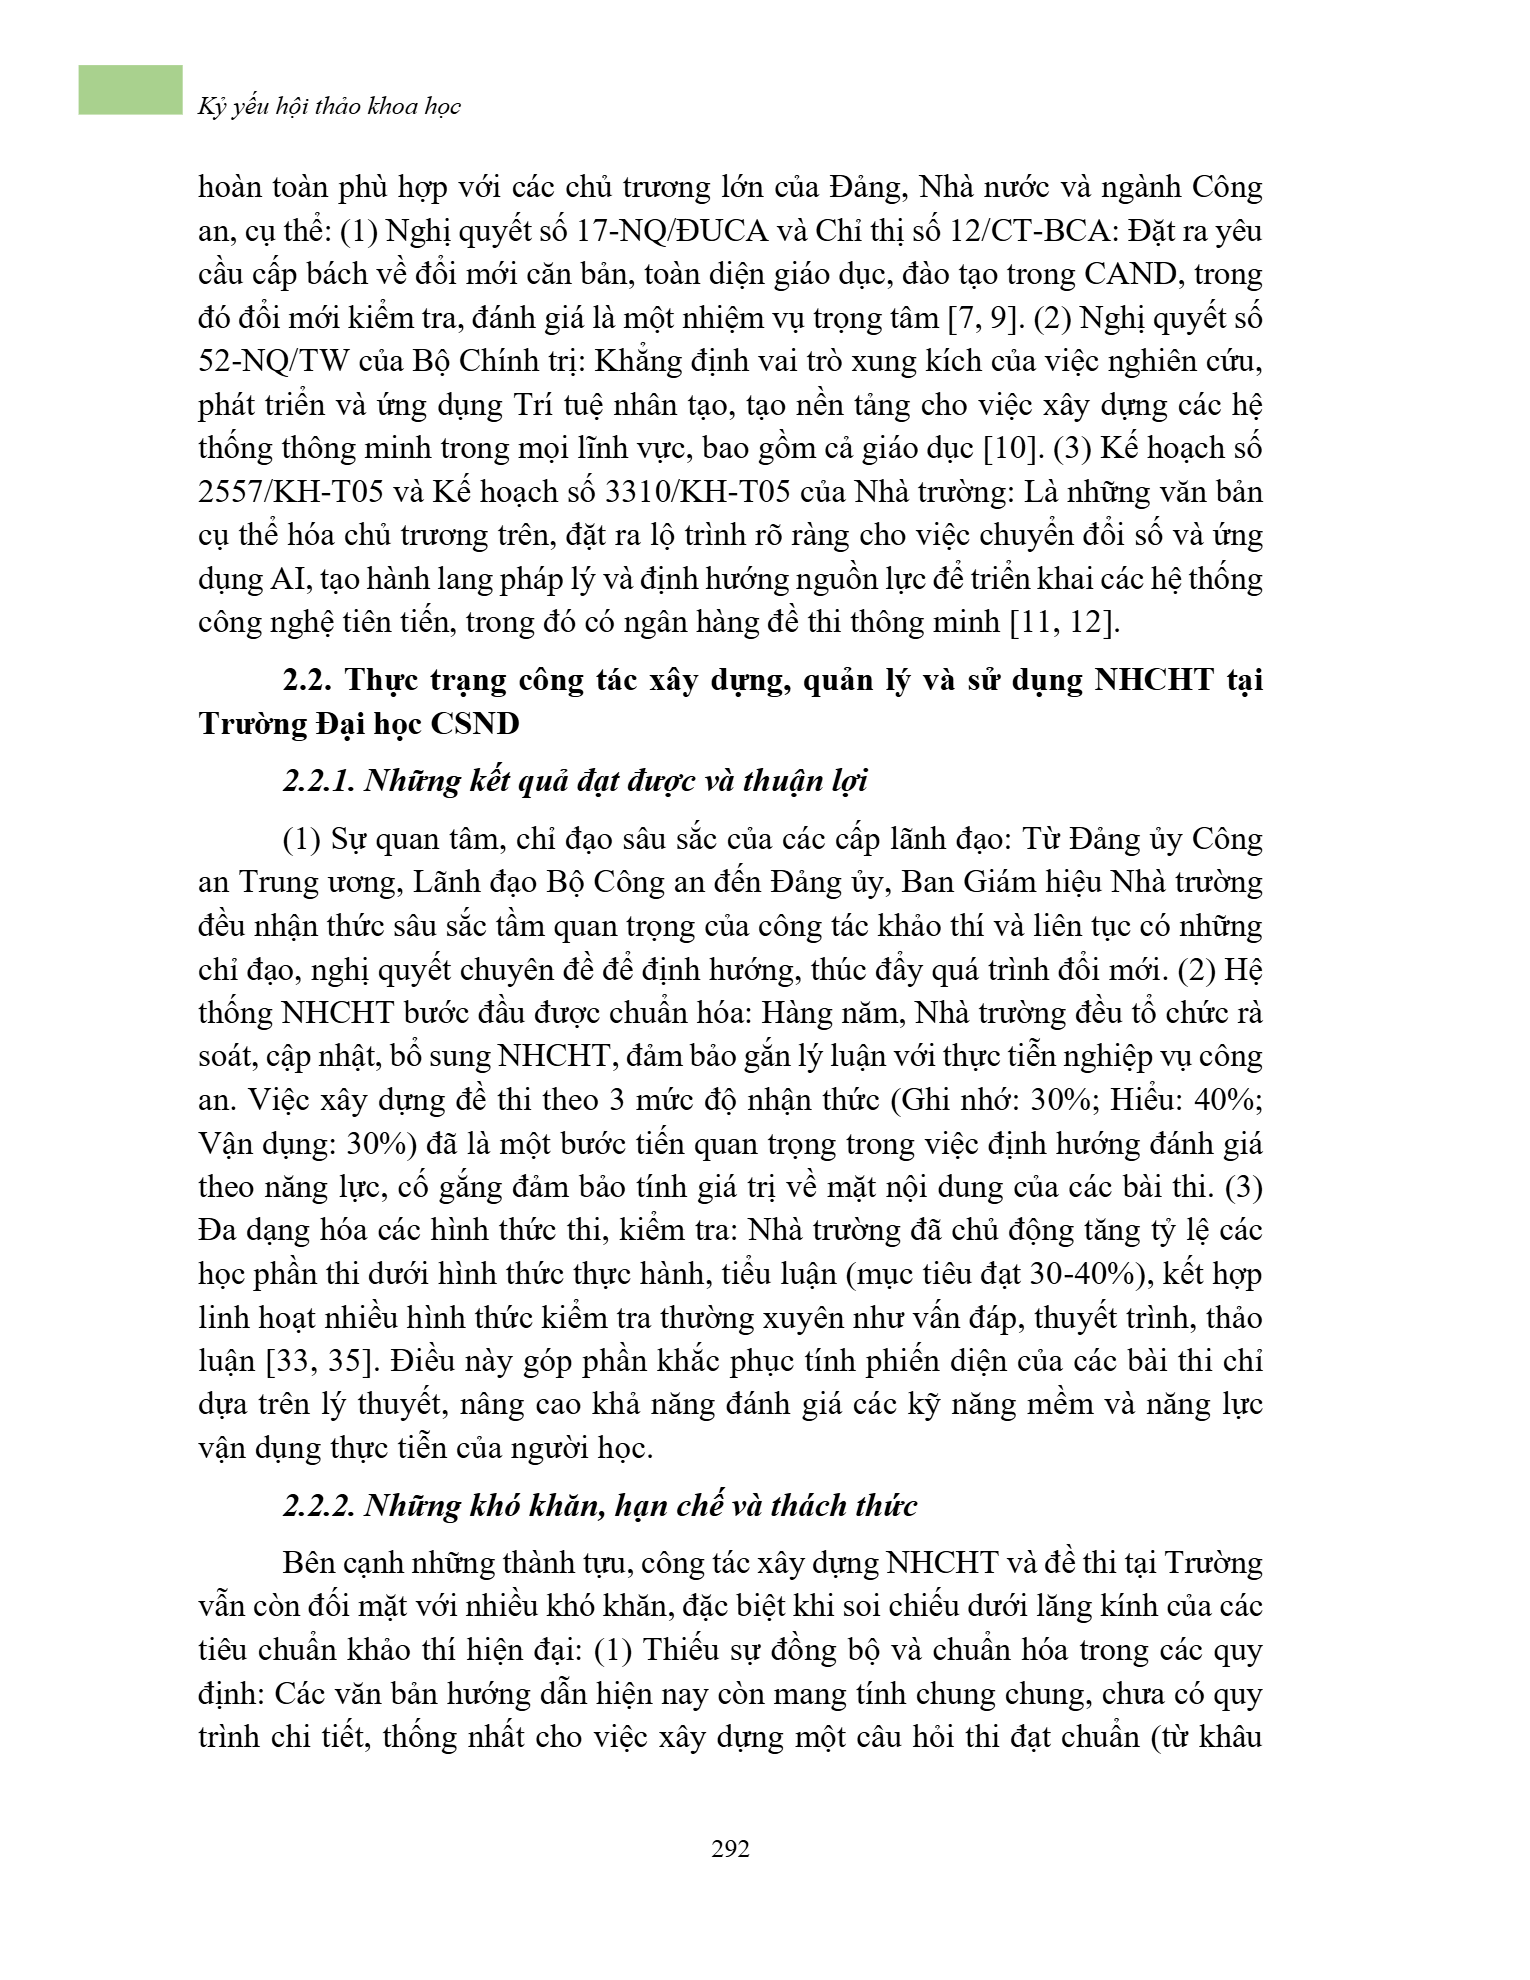 Kỷ yếu hội thảo khoa học
hoàn toàn phù hợp với các chủ trương lớn của Đảng, Nhà nước và ngành Công
an, cụ thể: (1) Nghị quyết số 17-NQ/ĐUCA và Chỉ thị số 12/CT-BCA: Đặt ra yêu
cầu cấp bách về đổi mới căn bản, toàn diện giáo dục, đào tạo trong CAND, trong
đó đổi mới kiểm tra, đánh giá là một nhiệm vụ trọng tâm [7, 9]. (2) Nghị quyết số
52-NQ/TW của Bộ Chính trị: Khẳng định vai trò xung kích của việc nghiên cứu,
phát triển và ứng dụng Trí tuệ nhân tạo, tạo nền tảng cho việc xây dựng các hệ
thống thông minh trong mọi lĩnh vực, bao gồm cả giáo dục [10]. (3) Kế hoạch số
2557/KH-T05 và Kế hoạch số 3310/KH-T05 của Nhà trường: Là những văn bản
cụ thể hóa chủ trương trên, đặt ra lộ trình rõ ràng cho việc chuyển đổi số và ứng
dụng AI, tạo hành lang pháp lý và định hướng nguồn lực để triển khai các hệ thống
công nghệ tiên tiến, trong đó có ngân hàng đề thi thông minh [11, 12].
2.2. Thực trạng công tác xây dựng, quản lý và sử dụng NHCHT tại
Trường Đại học CSND
2.2.1. Những kết quả đạt được và thuận lợi
(1) Sự quan tâm, chỉ đạo sâu sắc của các cấp lãnh đạo: Từ Đảng ủy Công
an Trung ương, Lãnh đạo Bộ Công an đến Đảng ủy, Ban Giám hiệu Nhà trường
đều nhận thức sâu sắc tầm quan trọng của công tác khảo thí và liên tục có những
chỉ đạo, nghị quyết chuyên đề để định hướng, thúc đẩy quá trình đổi mới. (2) Hệ
thống NHCHT bước đầu được chuẩn hóa: Hàng năm, Nhà trường đều tổ chức rà
soát, cập nhật, bổ sung NHCHT, đảm bảo gắn lý luận với thực tiễn nghiệp vụ công
an. Việc xây dựng đề thi theo 3 mức độ nhận thức (Ghi nhớ: 30%; Hiểu: 40%;
Vận dụng: 30%) đã là một bước tiến quan trọng trong việc định hướng đánh giá
theo năng lực, cố gắng đảm bảo tính giá trị về mặt nội dung của các bài thi. (3)
Đa dạng hóa các hình thức thi, kiểm tra: Nhà trường đã chủ động tăng tỷ lệ các
học phần thi dưới hình thức thực hành, tiểu luận (mục tiêu đạt 30-40%), kết hợp
linh hoạt nhiều hình thức kiểm tra thường xuyên như vấn đáp, thuyết trình, thảo
luận [33, 35]. Điều này góp phần khắc phục tính phiến diện của các bài thi chỉ
dựa trên lý thuyết, nâng cao khả năng đánh giá các kỹ năng mềm và năng lực
vận dụng thực tiễn của người học.
2.2.2. Những khó khăn, hạn chế và thách thức
Bên cạnh những thành tựu, công tác xây dựng NHCHT và đề thi tại Trường
vẫn còn đối mặt với nhiều khó khăn, đặc biệt khi soi chiếu dưới lăng kính của các
tiêu chuẩn khảo thí hiện đại: (1) Thiếu sự đồng bộ và chuẩn hóa trong các quy
định: Các văn bản hướng dẫn hiện nay còn mang tính chung chung, chưa có quy
trình chi tiết, thống nhất cho việc xây dựng một câu hỏi thi đạt chuẩn (từ khâu
292